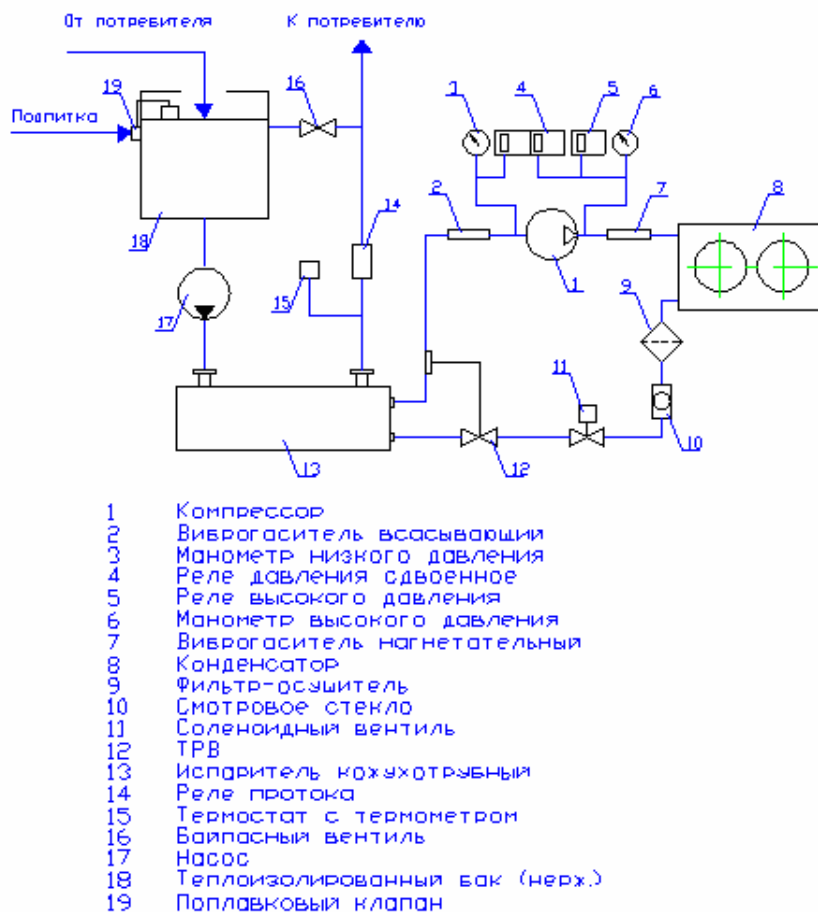 От потребителя
К потребителю
Подпитка
19
16
3
4
5
6
2
7
8
14
18
15
17
1
9
11
10
13
12
1 Компрессор
2 Виброгаситель всасывающий
3 Манометр низкого давления
4 Реле давления сдвоенное
5 Реле высокого давления
6 Манометр высокого давления
7 Виброгаситель нагнетательный
8 Конденсатор
9 Фильтр-осушитель
10 Смотровое стекло
11 Соленоидный вентиль
12 ТРВ
13 Испаритель кожухотрубный
14 Реле протока
15 Термостат с термометром
16 Байпасный вентиль
17 Насос
18 Теплоизолированный бак (нерж.)
19 Поплавковый клапан